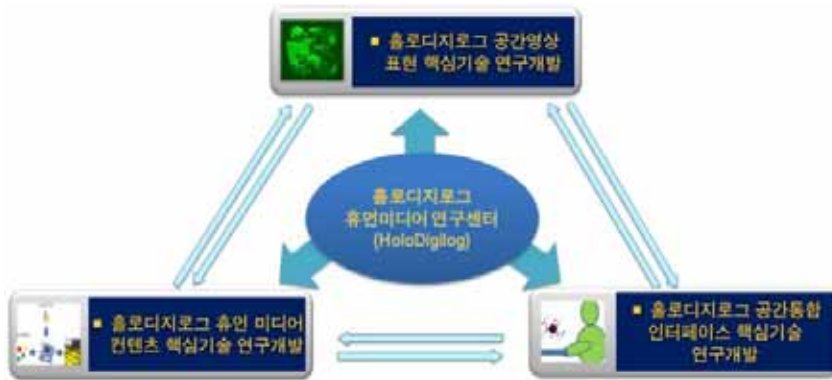 ▪ 홀로디지로그 공간영상
표현 핵심기술 연구개발
홀로디지로그
휴먼미디어 연구센터
(HoloDigilog)
▪ 홀로디지로그 휴먼 미디어
컨텐츠 핵심기술 연구개발
▪ 홀로디지로그 공간통합
인터페이스 핵심기술
연구개발